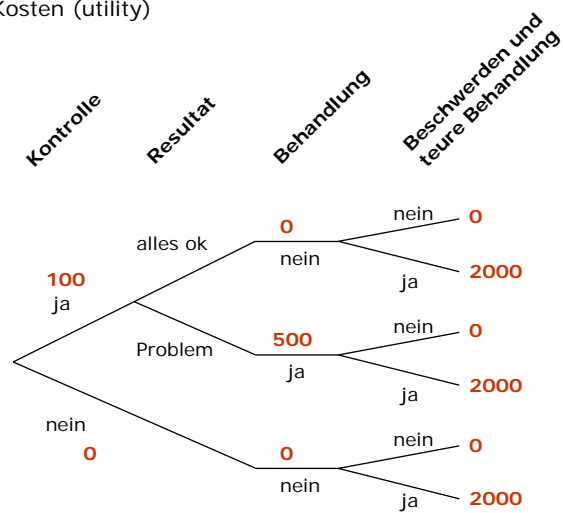 Kosten (utility)
Kontrolle
Resultat
Behandlung
Beschwerden und
teure Behandlung
nein
0
0
alles ok
nein
100
ja
2000
ja
nein
0
500
Problem
ja
2000
ja
nein
0
nein
0
0
nein
ja
2000